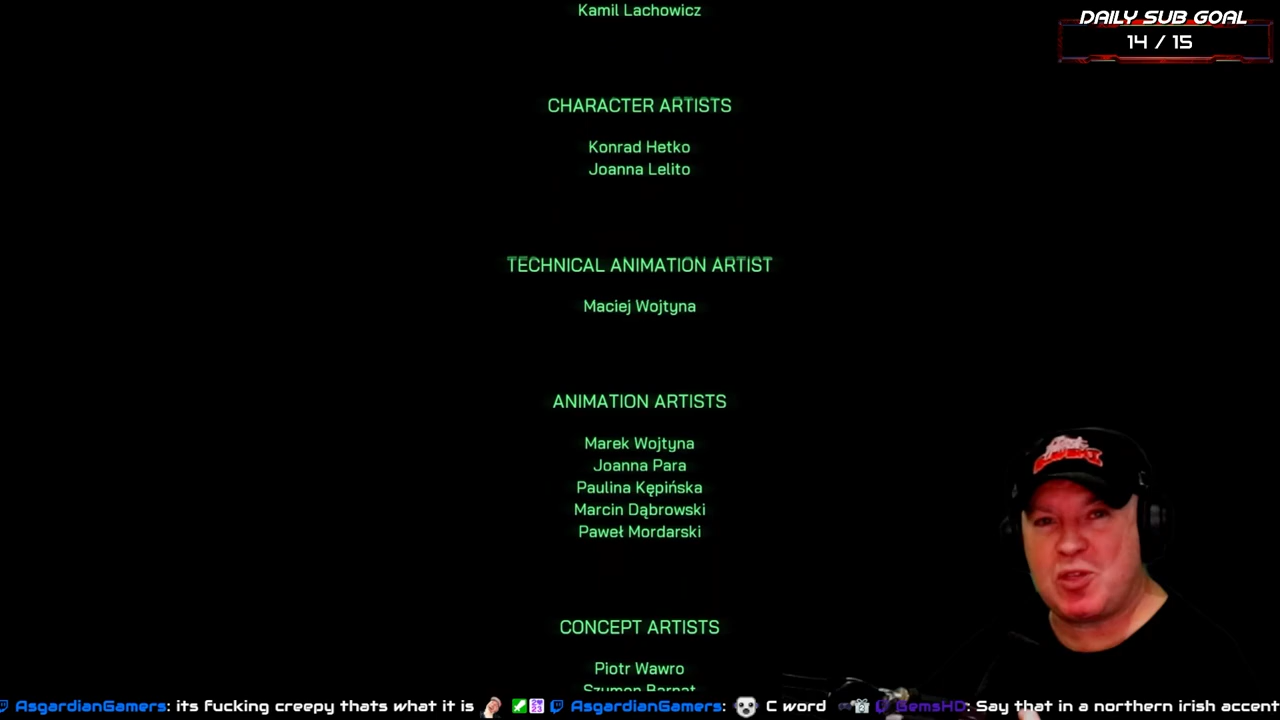 Kamil Lachowicz
DAILY SUB GOAL
14 / 15
CHARACTER ARTISTS
Konrad Hetko
Joanna Lelito
TECHNICAL ANIMATION ARTIST
Maciej Wojtyna
ANIMATION ARTISTS
Marek Wojtyna
Joanna Para
Paulina Kępińska
Marcin Dąbrowski
Paweł Mordarski
CONCEPT ARTISTS
Piotr Wawro
AsgardianGamers: its fucking creepy thats what it is AsgardianGamers: C word GemsHD: Say that in a northern irish accent